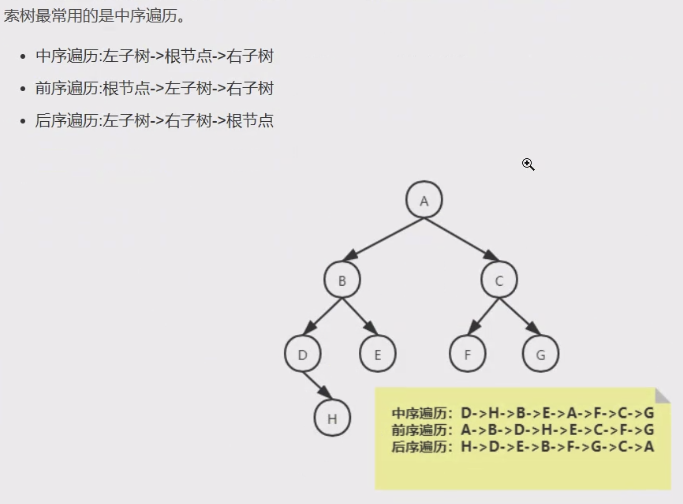 索树最常用的是中序遍历。
中序遍历:左子树->根节点->右子树
前序遍历:根节点->左子树->右子树
后序遍历:左子树->右子树->根节点
A
B
C
D
E
F
G
H
中序遍历：D->H->B->E->A->F->C->G
前序遍历：A->B->D->H->E->C->F->G
后序遍历：H->D->E->B->F->G->C->A